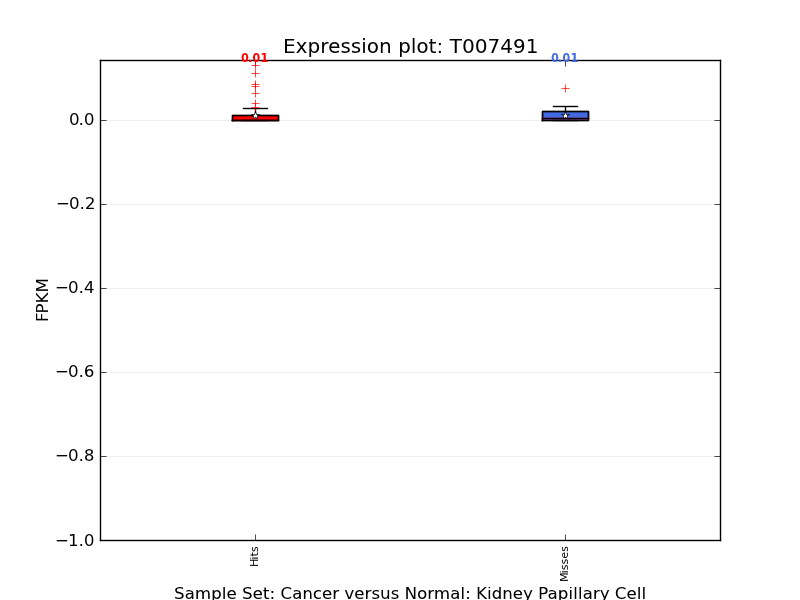 Expression plot: T007491
0.01
0.01
0.0
−0.2
−0.4
−0.6
−0.8
−1.0
FPKM
Hits
Misses
Sample Set: Cancer versus Normal: Kidney Papillary Cell